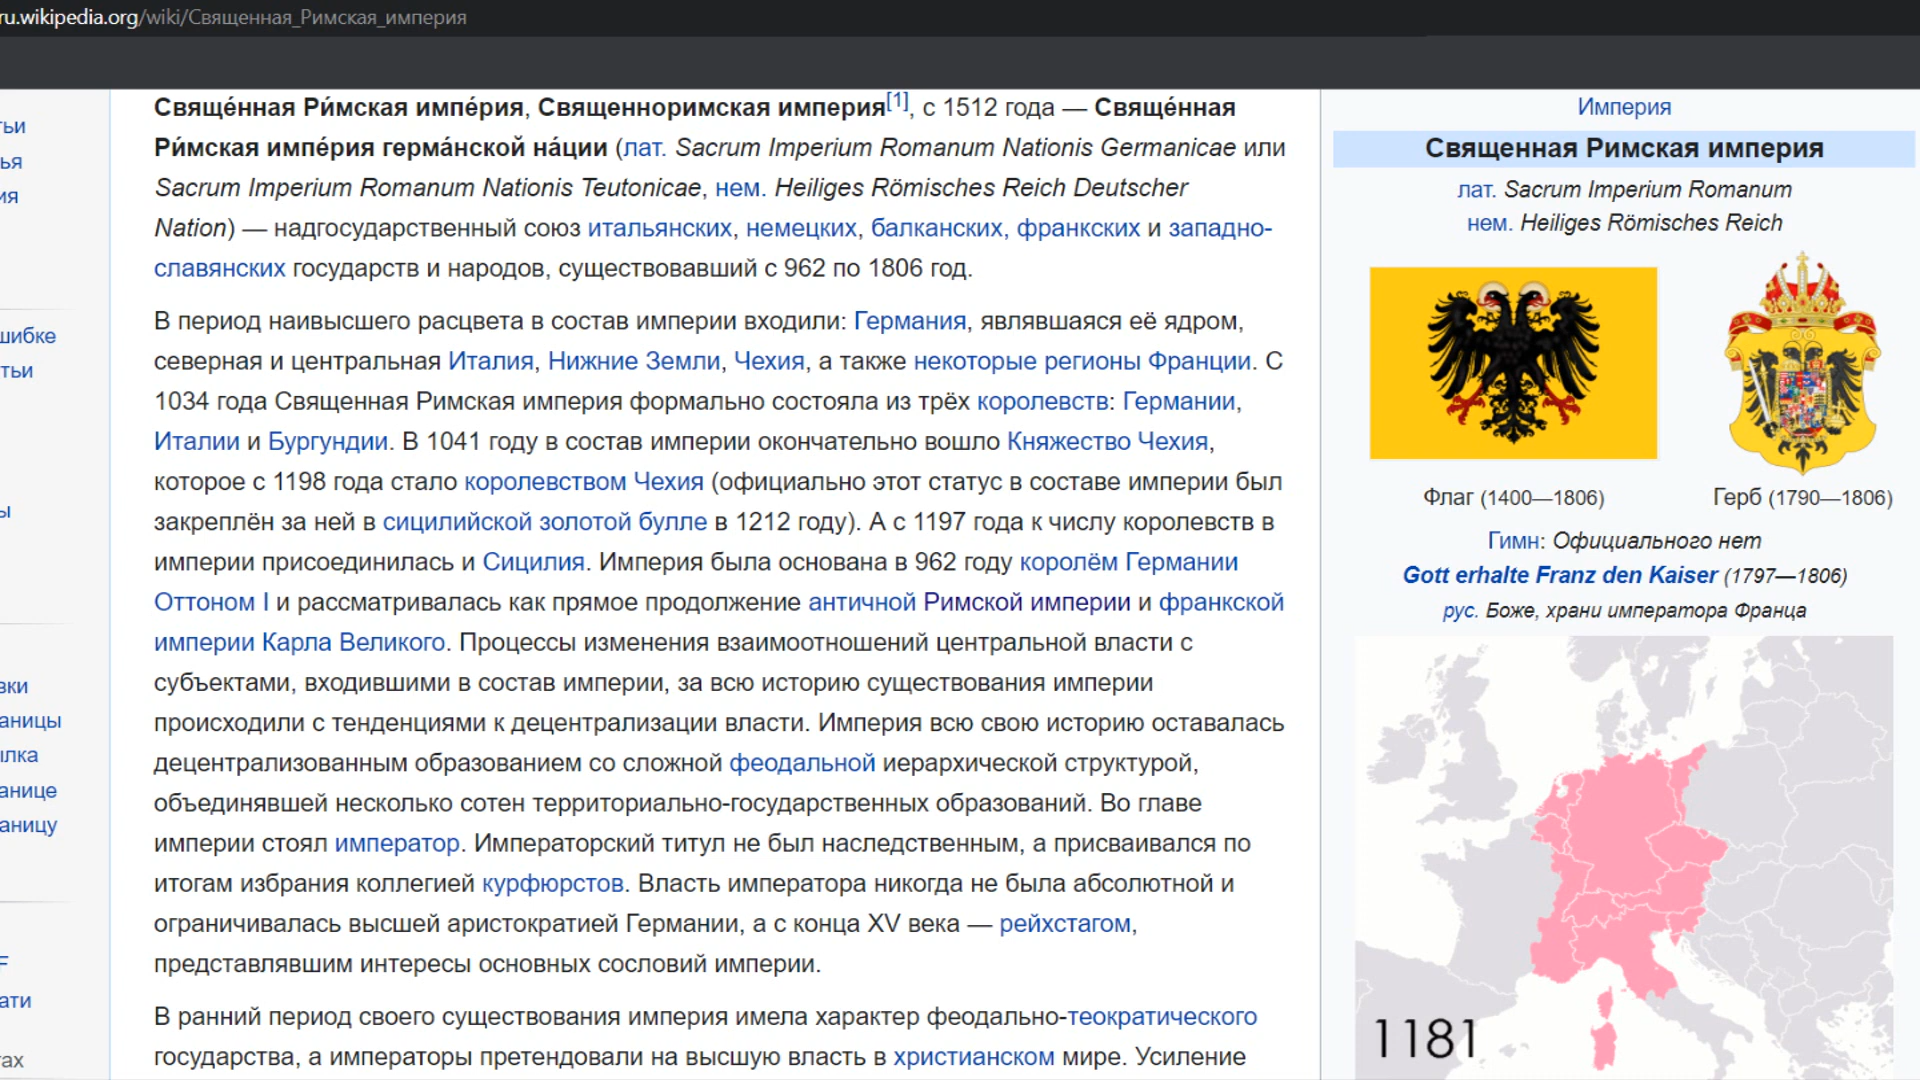 ru.wikipedia.org/wiki/Священная_Римская_империя
Свяще́нная Ри́мская импе́рия, Священноримская империя[1], с 1512 года — Свяще́нная
Ри́мская импе́рия герма́нской на́ции (лат. Sacrum Imperium Romanum Nationis Germanicae или
Sacrum Imperium Romanum Nationis Teutonicae, нем. Heiliges Römisches Reich Deutscher
Nation) — надгосударственный союз итальянских, немецких, балканских, франкских и западно-
славянских государств и народов, существовавший с 962 по 1806 год.
В период наивысшего расцвета в состав империи входили: Германия, являвшаяся её ядром,
северная и центральная Италия, Нижние Земли, Чехия, а также некоторые регионы Франции. С
1034 года Священная Римская империя формально состояла из трёх королевств: Германии,
Италии и Бургундии. В 1041 году в состав империи окончательно вошло Княжество Чехия,
которое с 1198 года стало королевством Чехия (официально этот статус в составе империи был
закреплён за ней в сицилийской золотой булле в 1212 году). А с 1197 года к числу королевств в
империи присоединилась и Сицилия. Империя была основана в 962 году королём Германии
Оттоном I и рассматривалась как прямое продолжение античной Римской империи и франкской
империи Карла Великого. Процессы изменения взаимоотношений центральной власти с
субъектами, входившими в состав империи, за всю историю существования империи
происходили с тенденциями к децентрализации власти. Империя всю свою историю оставалась
децентрализованным образованием со сложной феодальной иерархической структурой,
объединявшей несколько сотен территориально-государственных образований. Во главе
империи стоял император. Императорский титул не был наследственным, а присваивался по
итогам избрания коллегией курфюрстов. Власть императора никогда не была абсолютной и
ограничивалась высшей аристократией Германии, а с конца XV века — рейхстагом,
представлявшим интересы основных сословий империи.
В ранний период своего существования империя имела характер феодально-теократического
государства, а императоры претендовали на высшую власть в христианском мире. Усиление
Империя
Священная Римская империя
лат. Sacrum Imperium Romanum
нем. Heiliges Römisches Reich
Флаг (1400—1806)
Герб (1790—1806)
Гимн: Официального нет
Gott erhalte Franz den Kaiser (1797—1806)
рус. Боже, храни императора Франца
1181